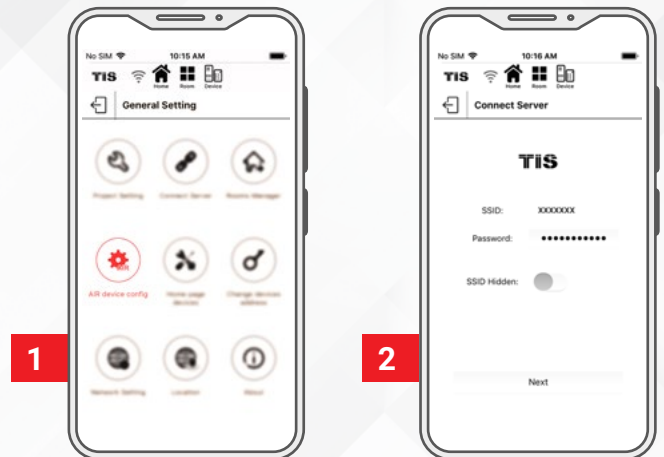 No SIM 10:15 AM
TIS Home Room Device
General Setting
Project Setting Connect Server Rooms Manager
AIR
AIR device config Home page devices Change devices address
Network Setting Location About
1
No SIM 10:16 AM
TIS Home Room Device
Connect Server
TIS
SSID: XXXXXXX
Password: •••••••••••
SSID Hidden:
Next
2